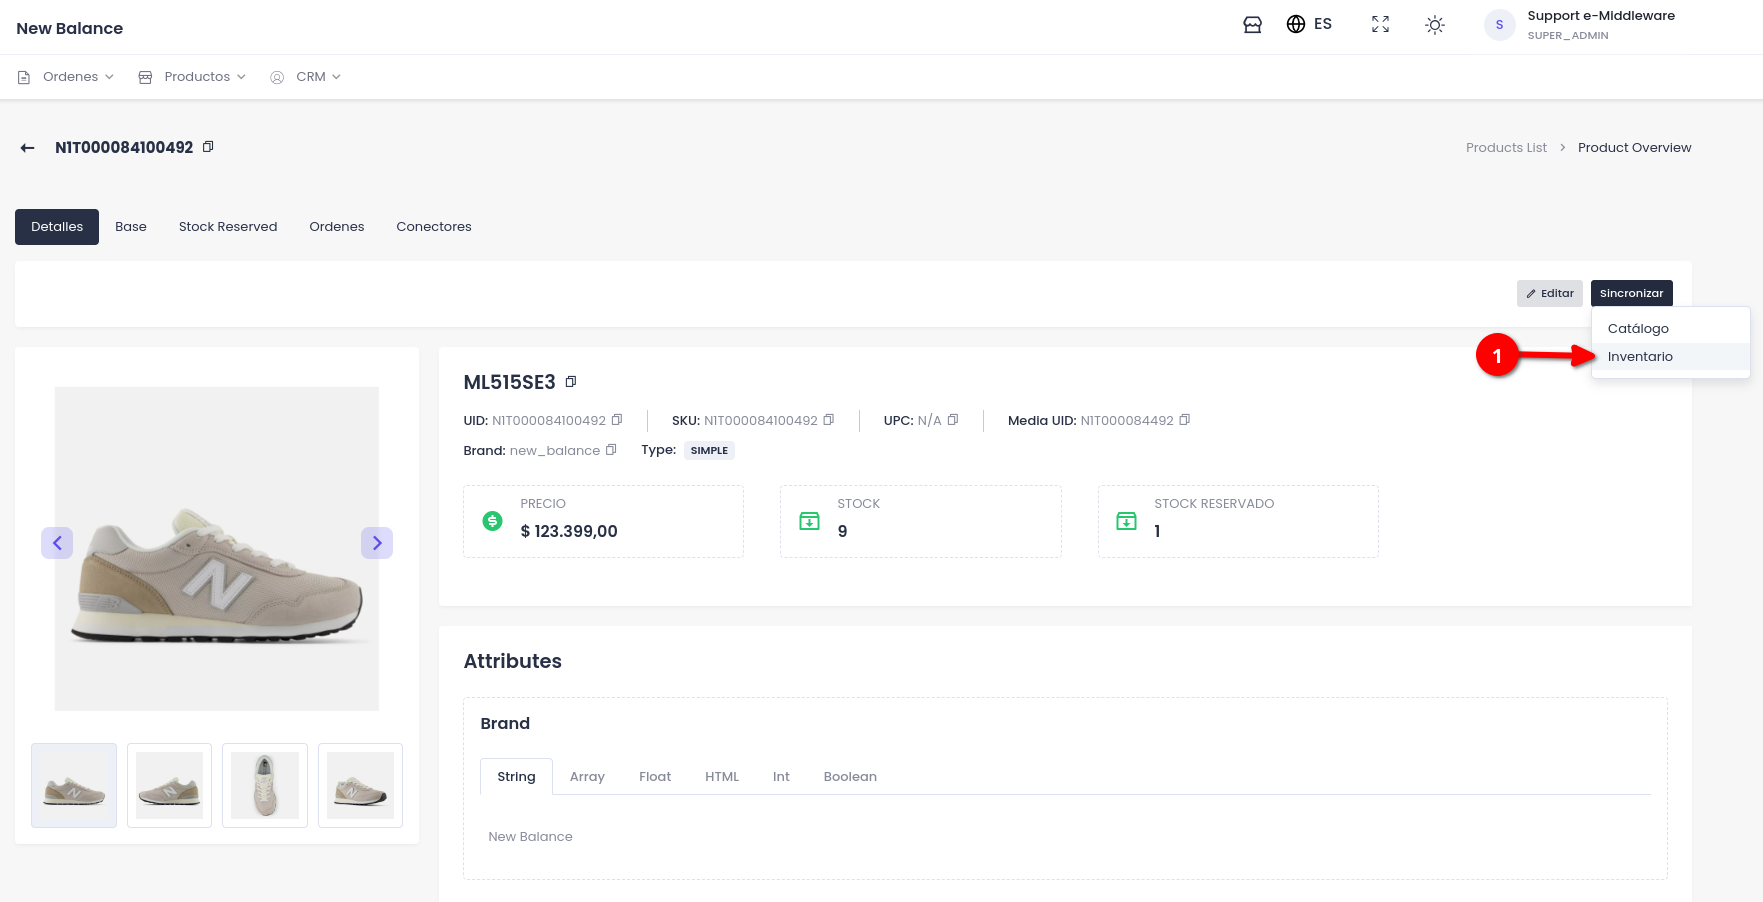 New Balance
ES
S
Support e-Middleware
SUPER_ADMIN
Ordenes
Productos
CRM
N1T000084100492
Products List > Product Overview
Detalles
Base
Stock Reserved
Ordenes
Conectores
Editar
Sincronizar
Catálogo
Inventario
1
ML515SE3
UID: N1T000084100492
SKU: N1T000084100492
UPC: N/A
Media UID: N1T000084492
Brand: new_balance
Type: SIMPLE
PRECIO
$ 123.399,00
STOCK
9
STOCK RESERVADO
1
Attributes
Brand
String
Array
Float
HTML
Int
Boolean
New Balance